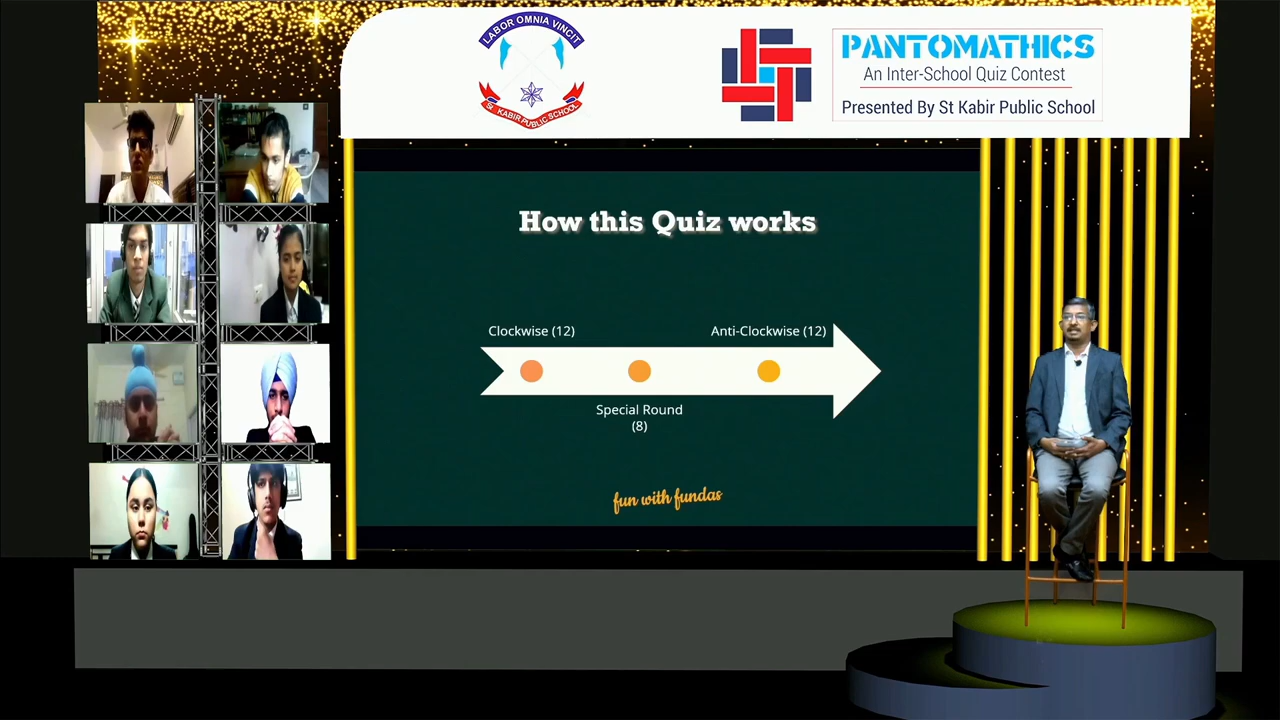 LABOR OMNIA VINCIT
St KABIR PUBLIC SCHOOL
PANTOMATHICS
An Inter-School Quiz Contest
Presented By St Kabir Public School
How this Quiz works
Clockwise (12)
Anti-Clockwise (12)
Special Round
(8)
fun with fundas